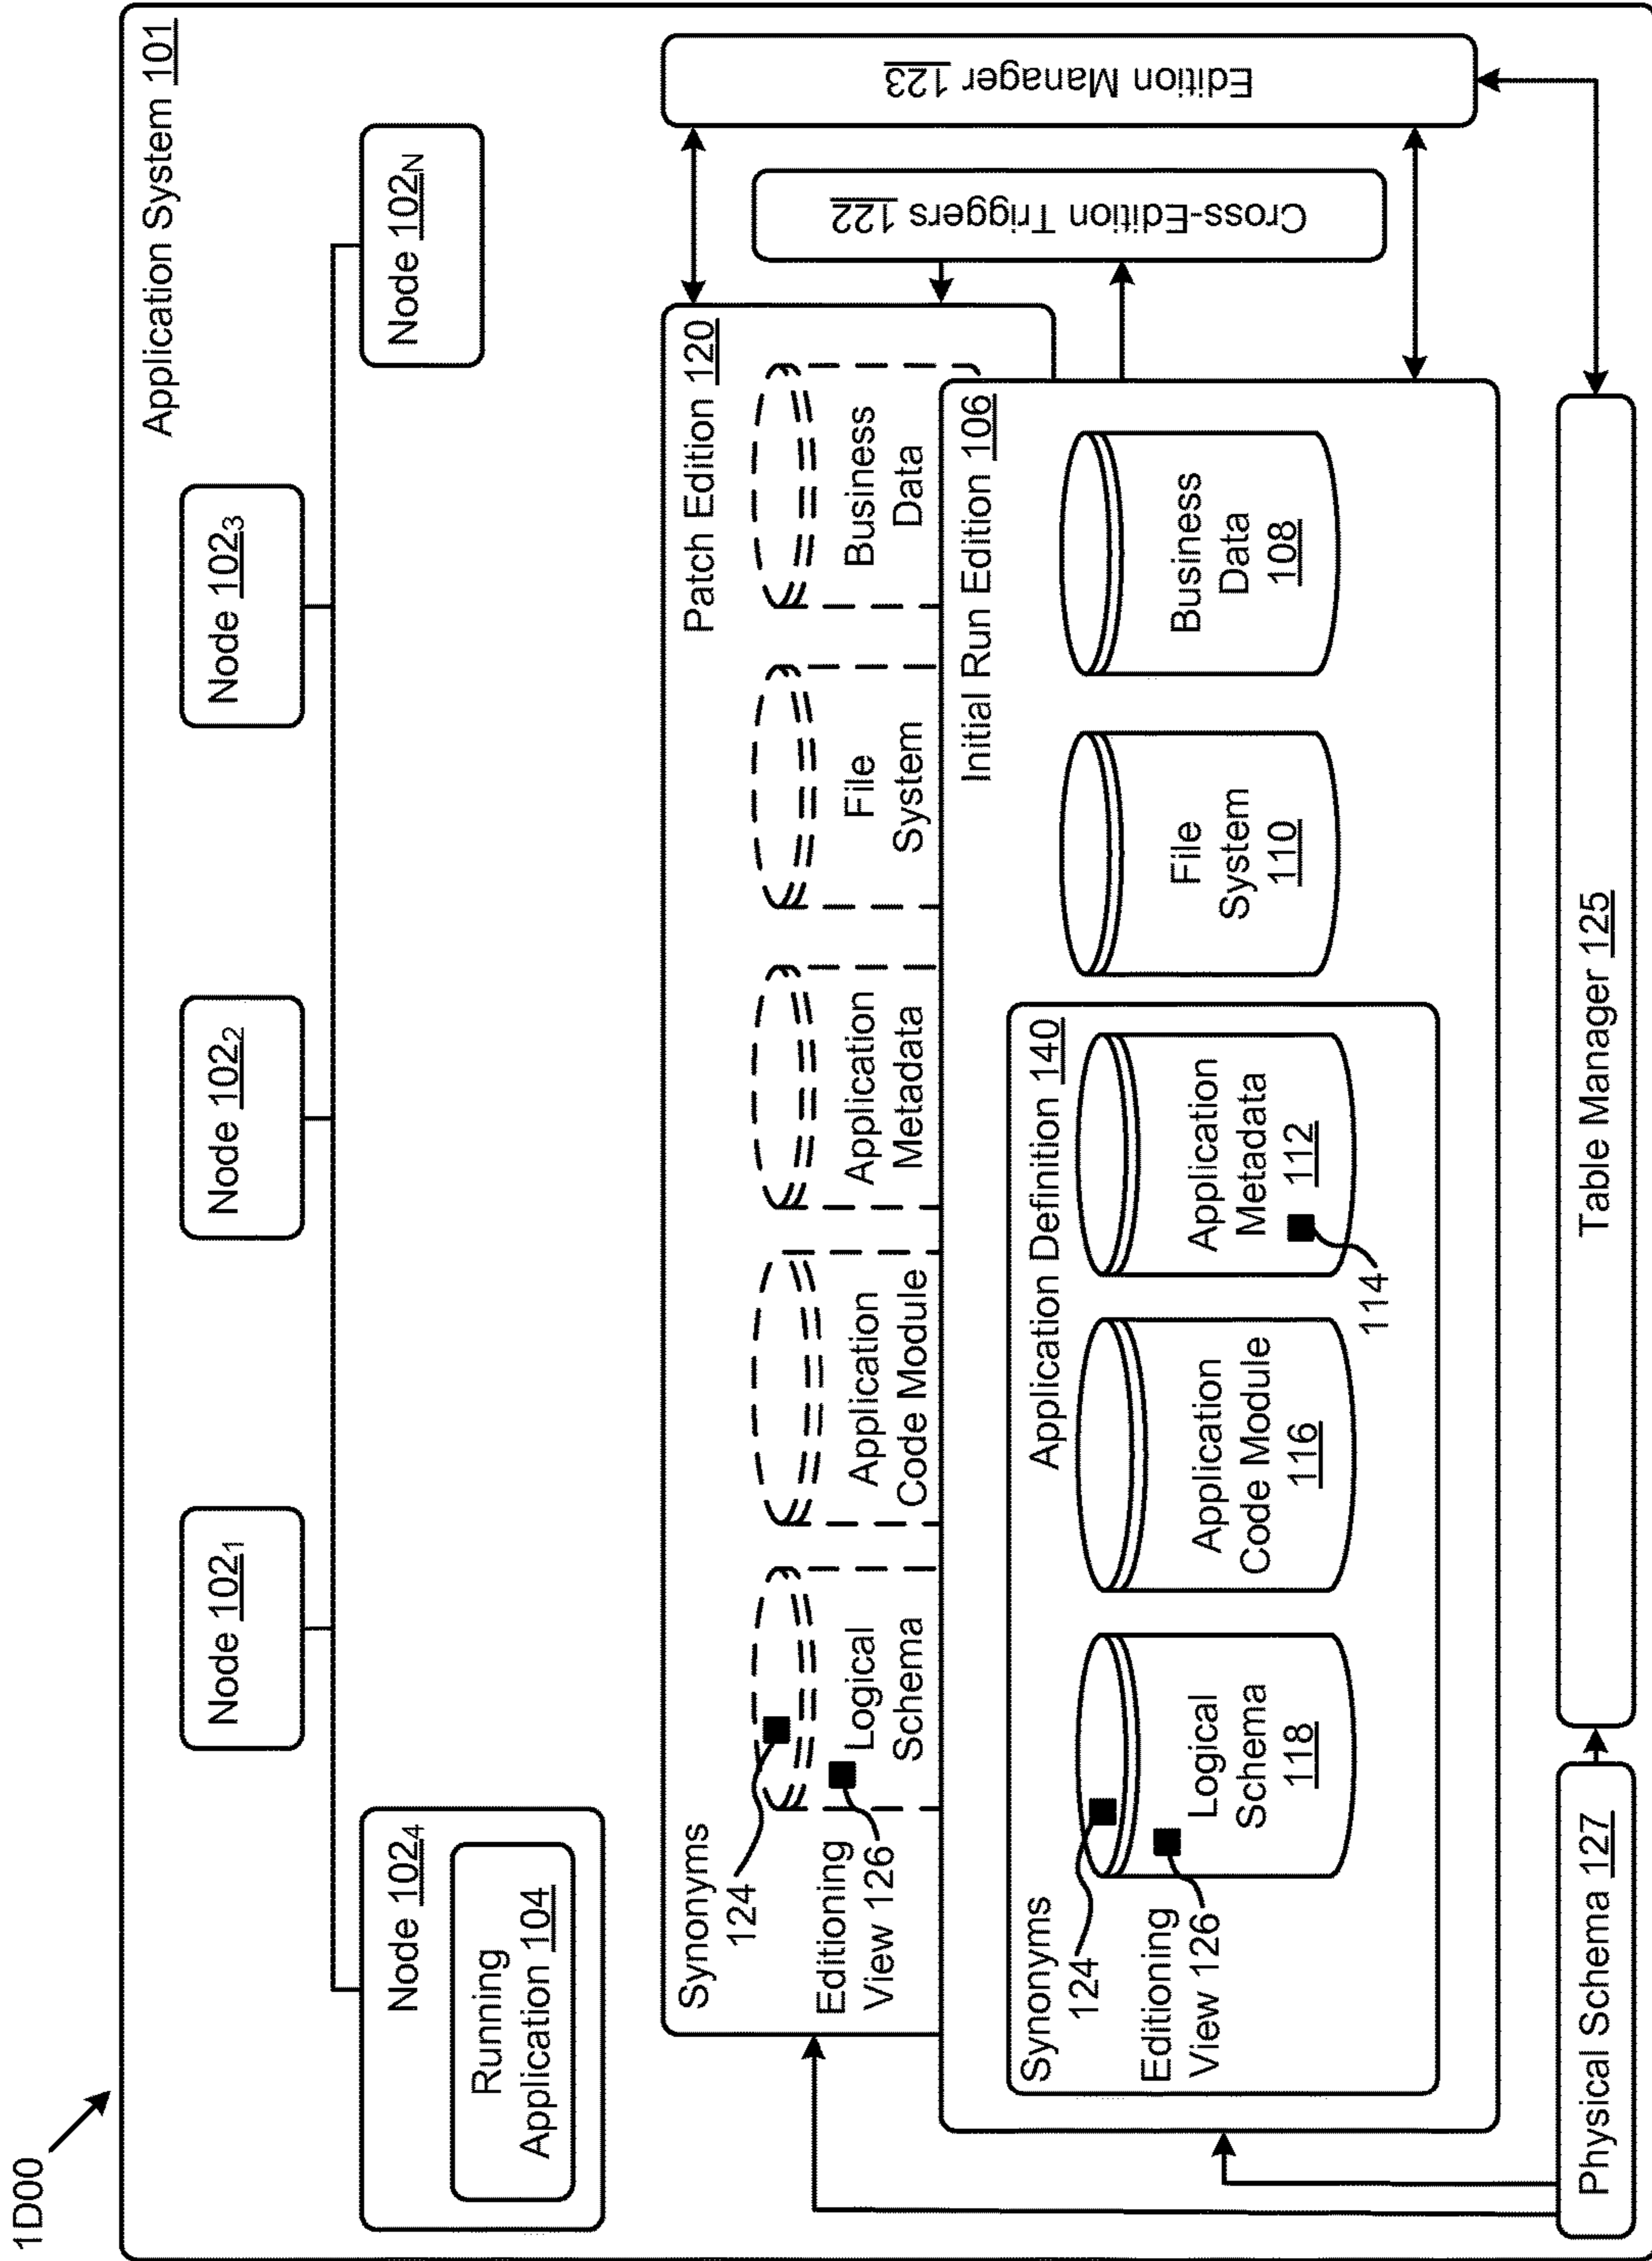 1D00
Application System 101
Node 102₁
Node 102₂
Node 102₃
Node 102₄
Running
Application 104
Node 102N
Patch Edition 120
Synonyms
124
Editioning
View 126
Logical
Schema
Application
Code Module
Application
Metadata
File
System
Business
Data
Initial Run Edition 106
Application Definition 140
Synonyms
124
Editioning
View 126
Logical
Schema
118
Application
Code Module
116
Application
Metadata
112
114
File
System
110
Business
Data
108
Cross-Edition Triggers 122
Edition Manager 123
Physical Schema 127
Table Manager 125